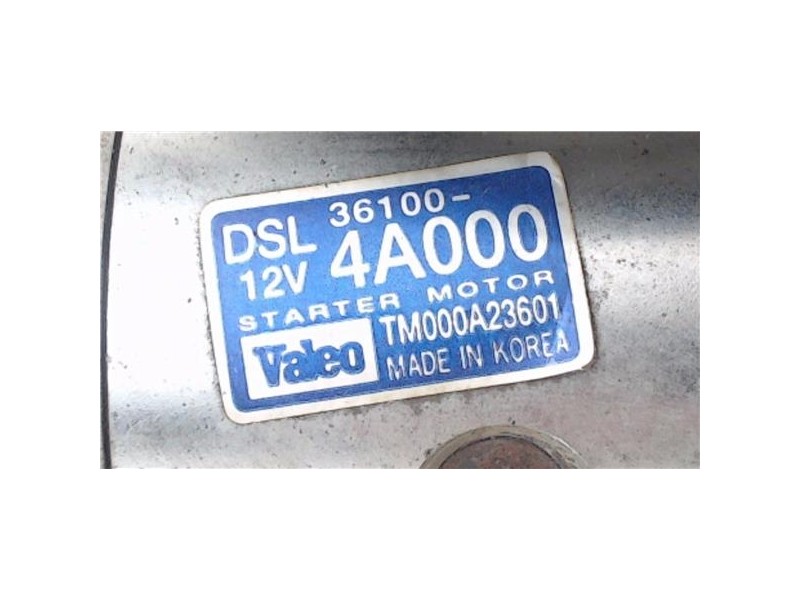 DSL 36100-
12V 4A000
STARTER MOTOR
Valeo TM000A23601
MADE IN KOREA